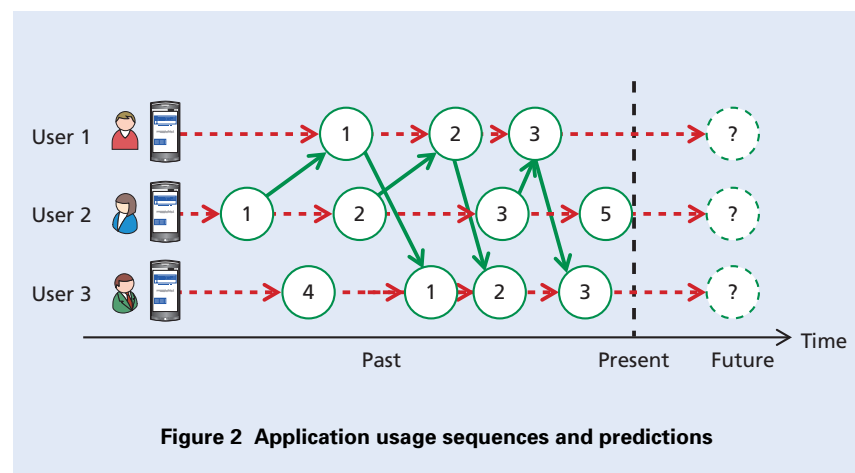 User 1 1 2 3 ?
User 2 1 2 3 5 ?
User 3 4 1 2 3 ?
Time
Past Present Future
Figure 2 Application usage sequences and predictions